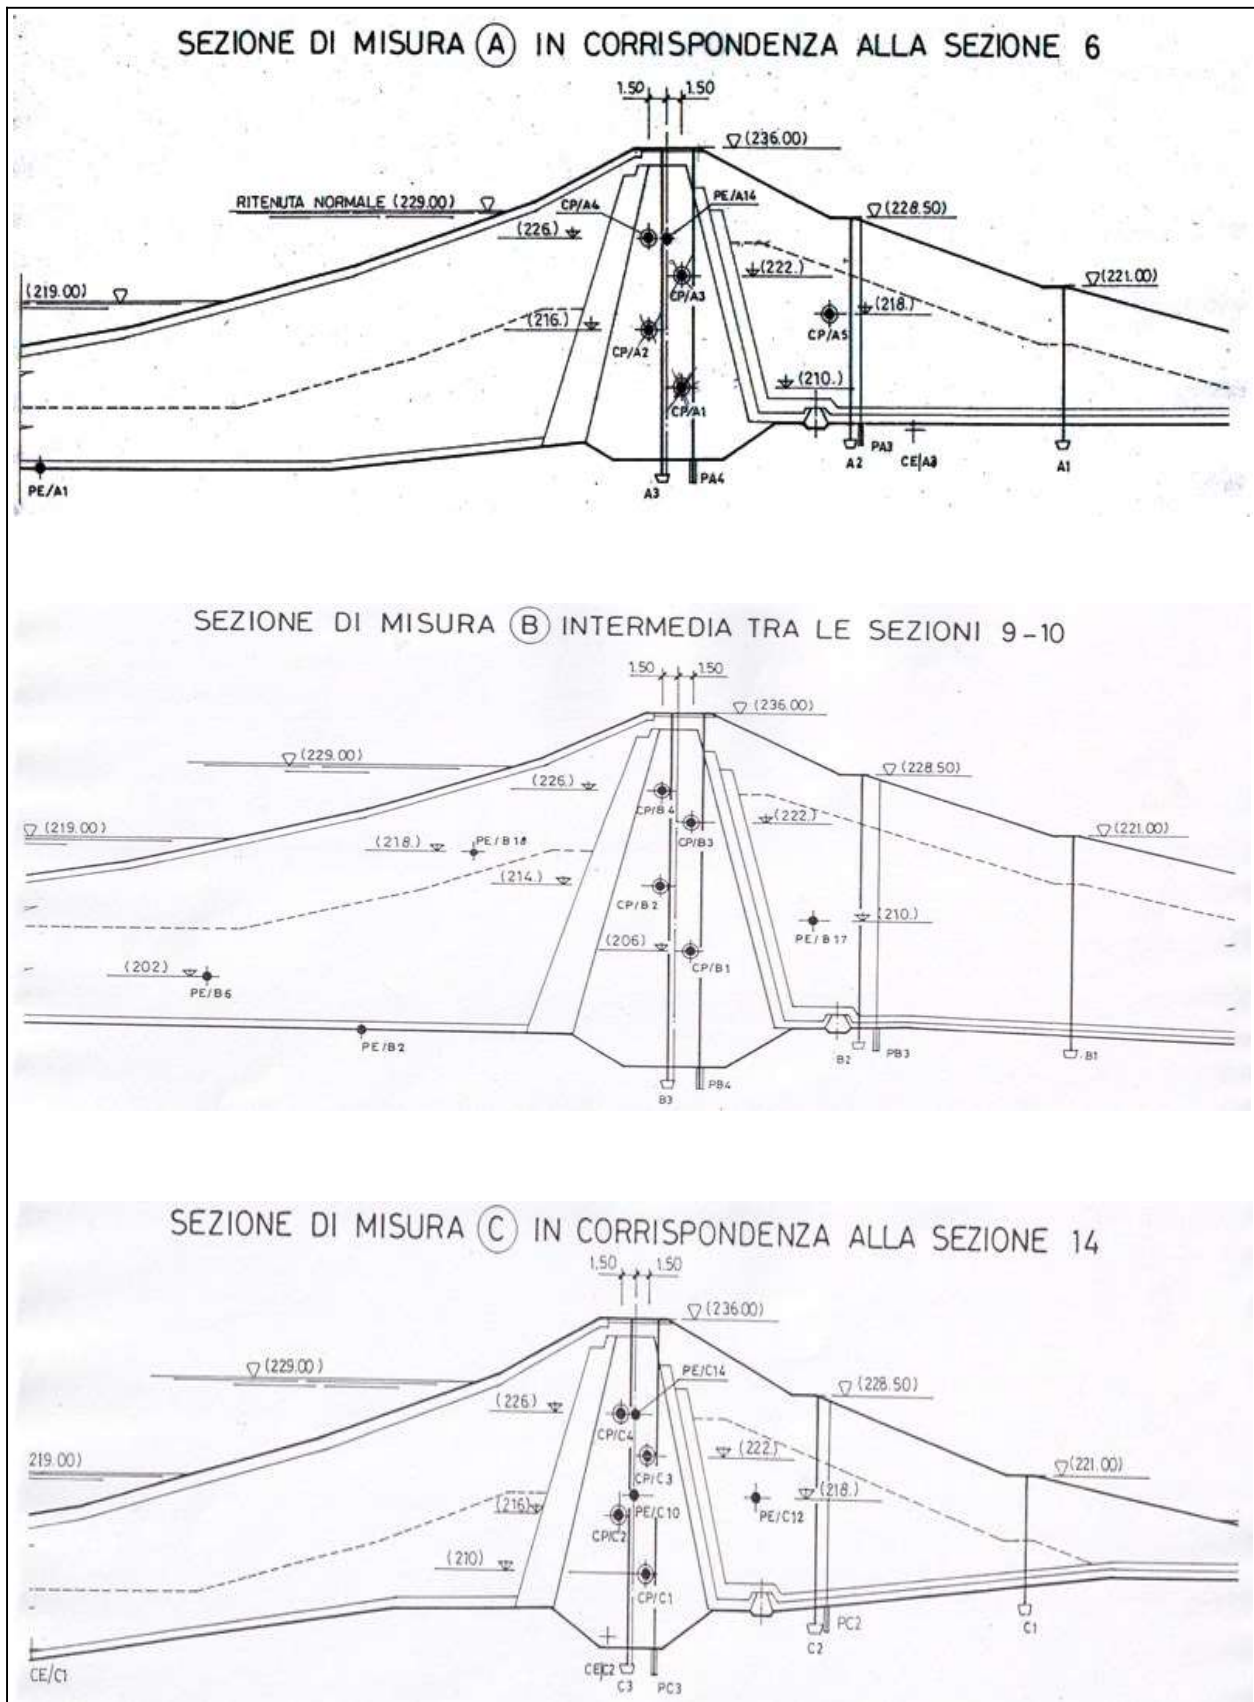 SEZIONE DI MISURA A IN CORRISPONDENZA ALLA SEZIONE 6
1.50 1.50
(236.00)
RITENUTA NORMALE (229.00)
CP/A4
PE/A14
(228.50)
(226.)
(222.)
(221.00)
(219.00)
CP/A3
(216.)
(218.)
CP/A2
CP/A5
(210.)
CP/A1
PE/A1
A3
PA4
A2
PA3
CE/A3
A1
SEZIONE DI MISURA B INTERMEDIA TRA LE SEZIONI 9-10
1.50 1.50
(236.00)
(229.00)
(228.50)
(226.)
CP/B4
(222.)
(219.00)
(221.00)
(218.)
PE/B18
CP/B3
(214.)
CP/B2
(210.)
PE/B17
(206)
CP/B1
(202)
PE/B6
PE/B2
B3
PB4
B2
PB3
B1
SEZIONE DI MISURA C IN CORRISPONDENZA ALLA SEZIONE 14
1.50 1.50
(236.00)
(229.00)
PE/C14
(228.50)
(226.)
CP/C4
(222.)
219.00)
CP/C3
(221.00)
(216)
PE/C10
(218.)
PE/C12
CP/C2
(210)
CP/C1
CE/C1
CE/C2
C3
PC3
C2
PC2
C1